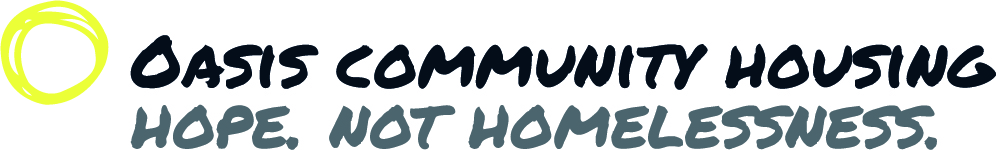 Oasis community housing
hope. not homelessness.